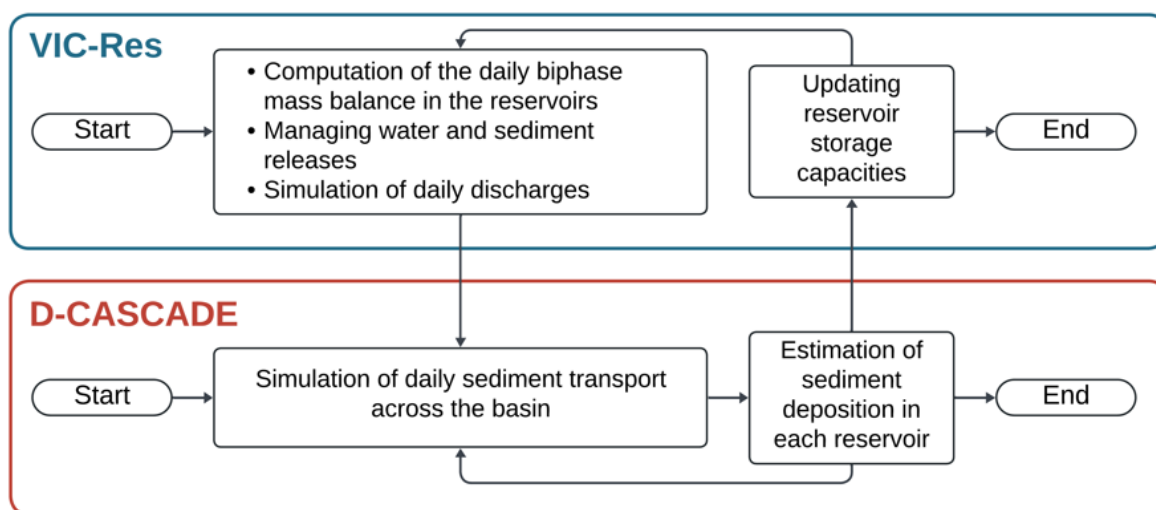 VIC-Res
Start
• Computation of the daily biphase
mass balance in the reservoirs
• Managing water and sediment
releases
• Simulation of daily discharges
Updating
reservoir
storage
capacities
End
D-CASCADE
Start
Simulation of daily sediment transport
across the basin
Estimation of
sediment
deposition in
each reservoir
End